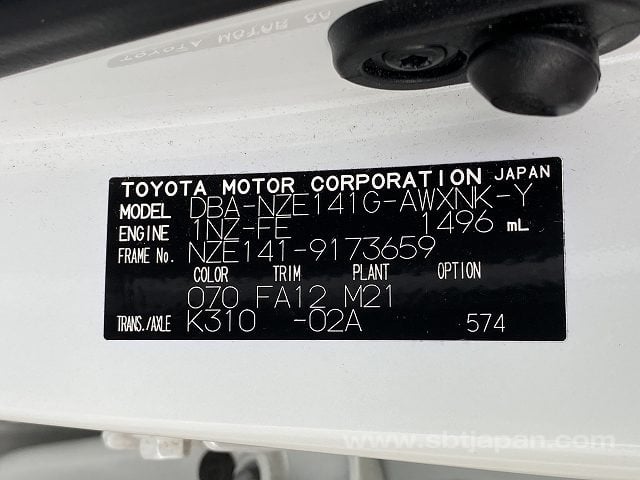 TOYOTA MOTOR CORPORATION JAPAN
MODEL DBA-NZE141G-AWXNK-Y
ENGINE 1NZ-FE 1496 mL
FRAME No. NZE141-9173659
COLOR TRIM PLANT OPTION
070 FA12 M21
TRANS./AXLE K310 -02A 574
www.sbtjapan.com